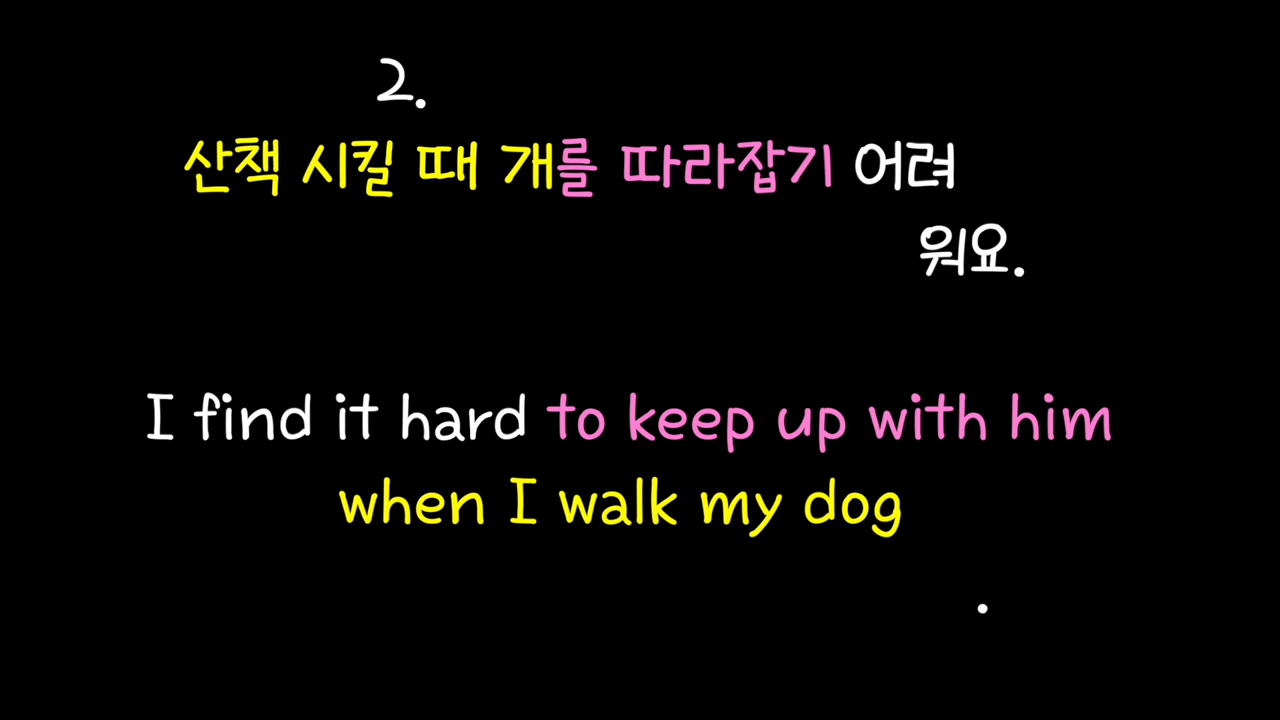 2.
산책 시킬 때 개를 따라잡기 어려
워요.
I find it hard to keep up with him
when I walk my dog
.